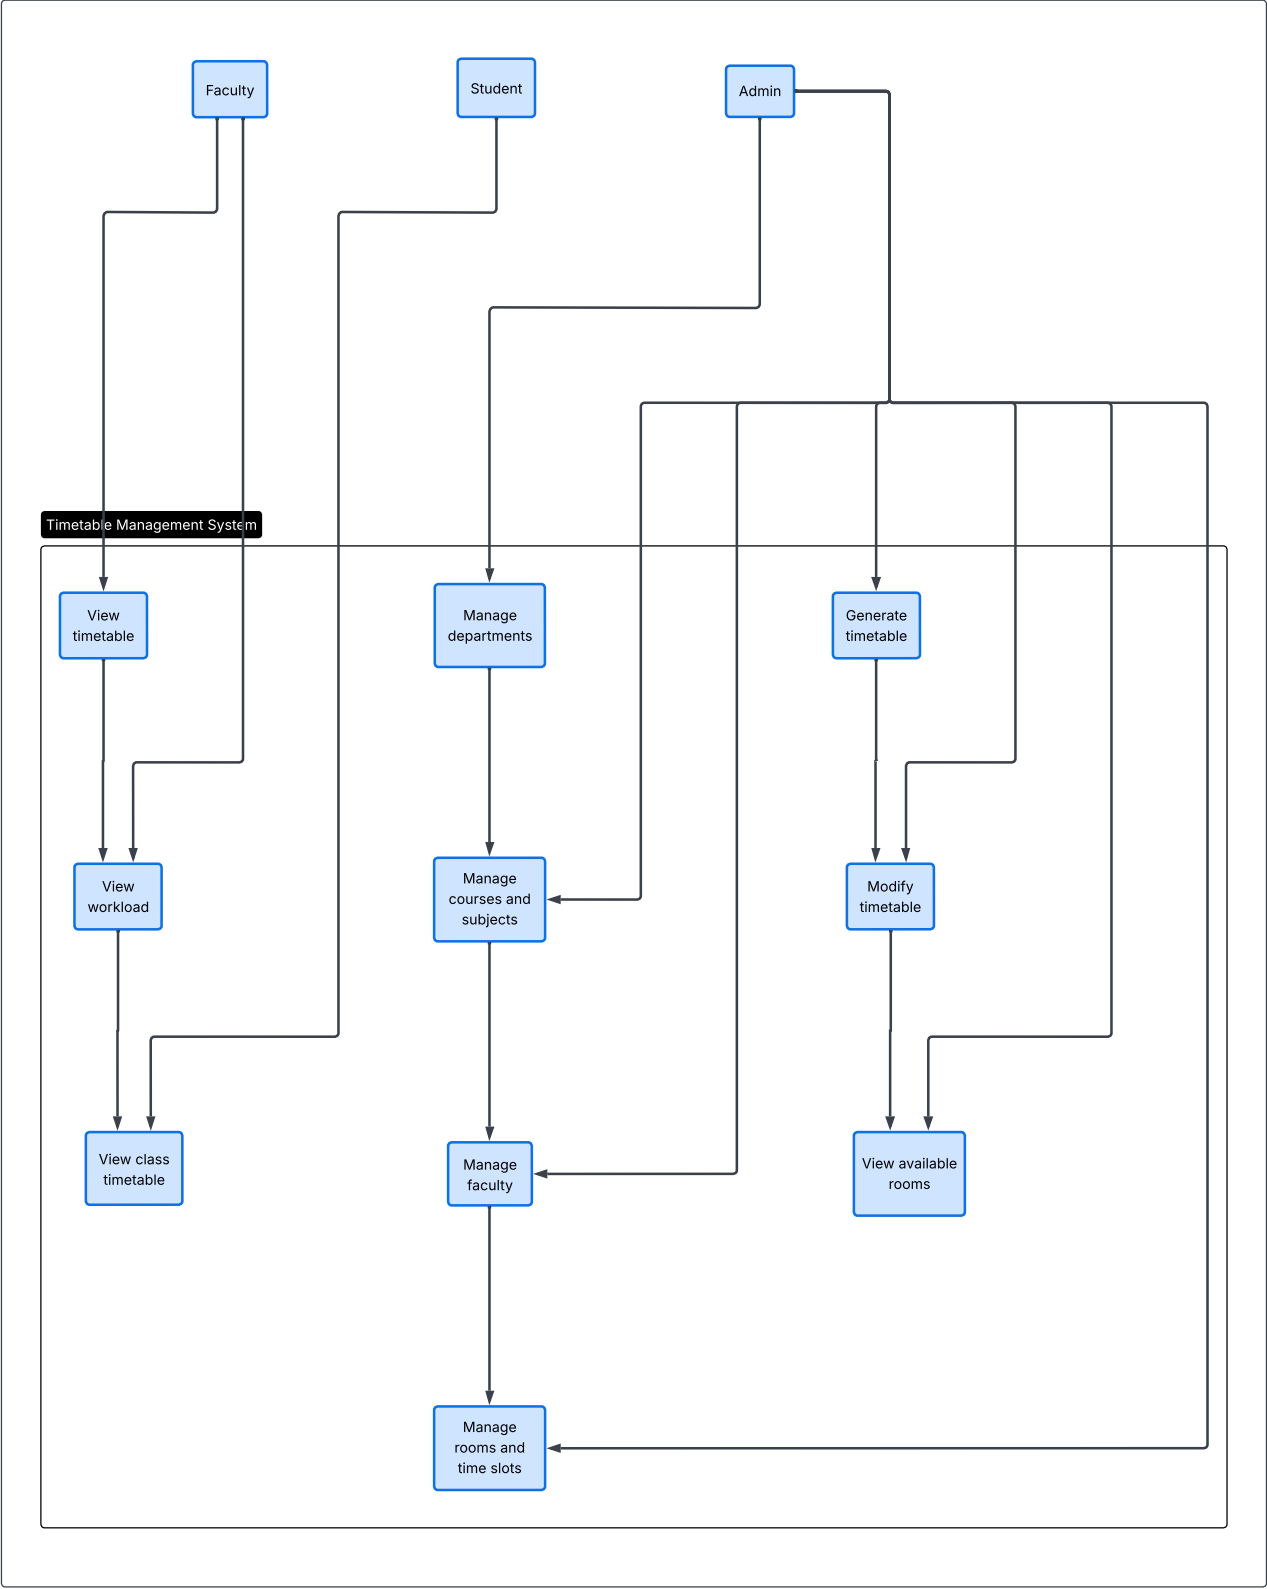 Faculty
Student
Admin
Timetable Management System
View
timetable
Manage
departments
Generate
timetable
View
workload
Manage
courses and
subjects
Modify
timetable
View class
timetable
Manage
faculty
View available
rooms
Manage
rooms and
time slots